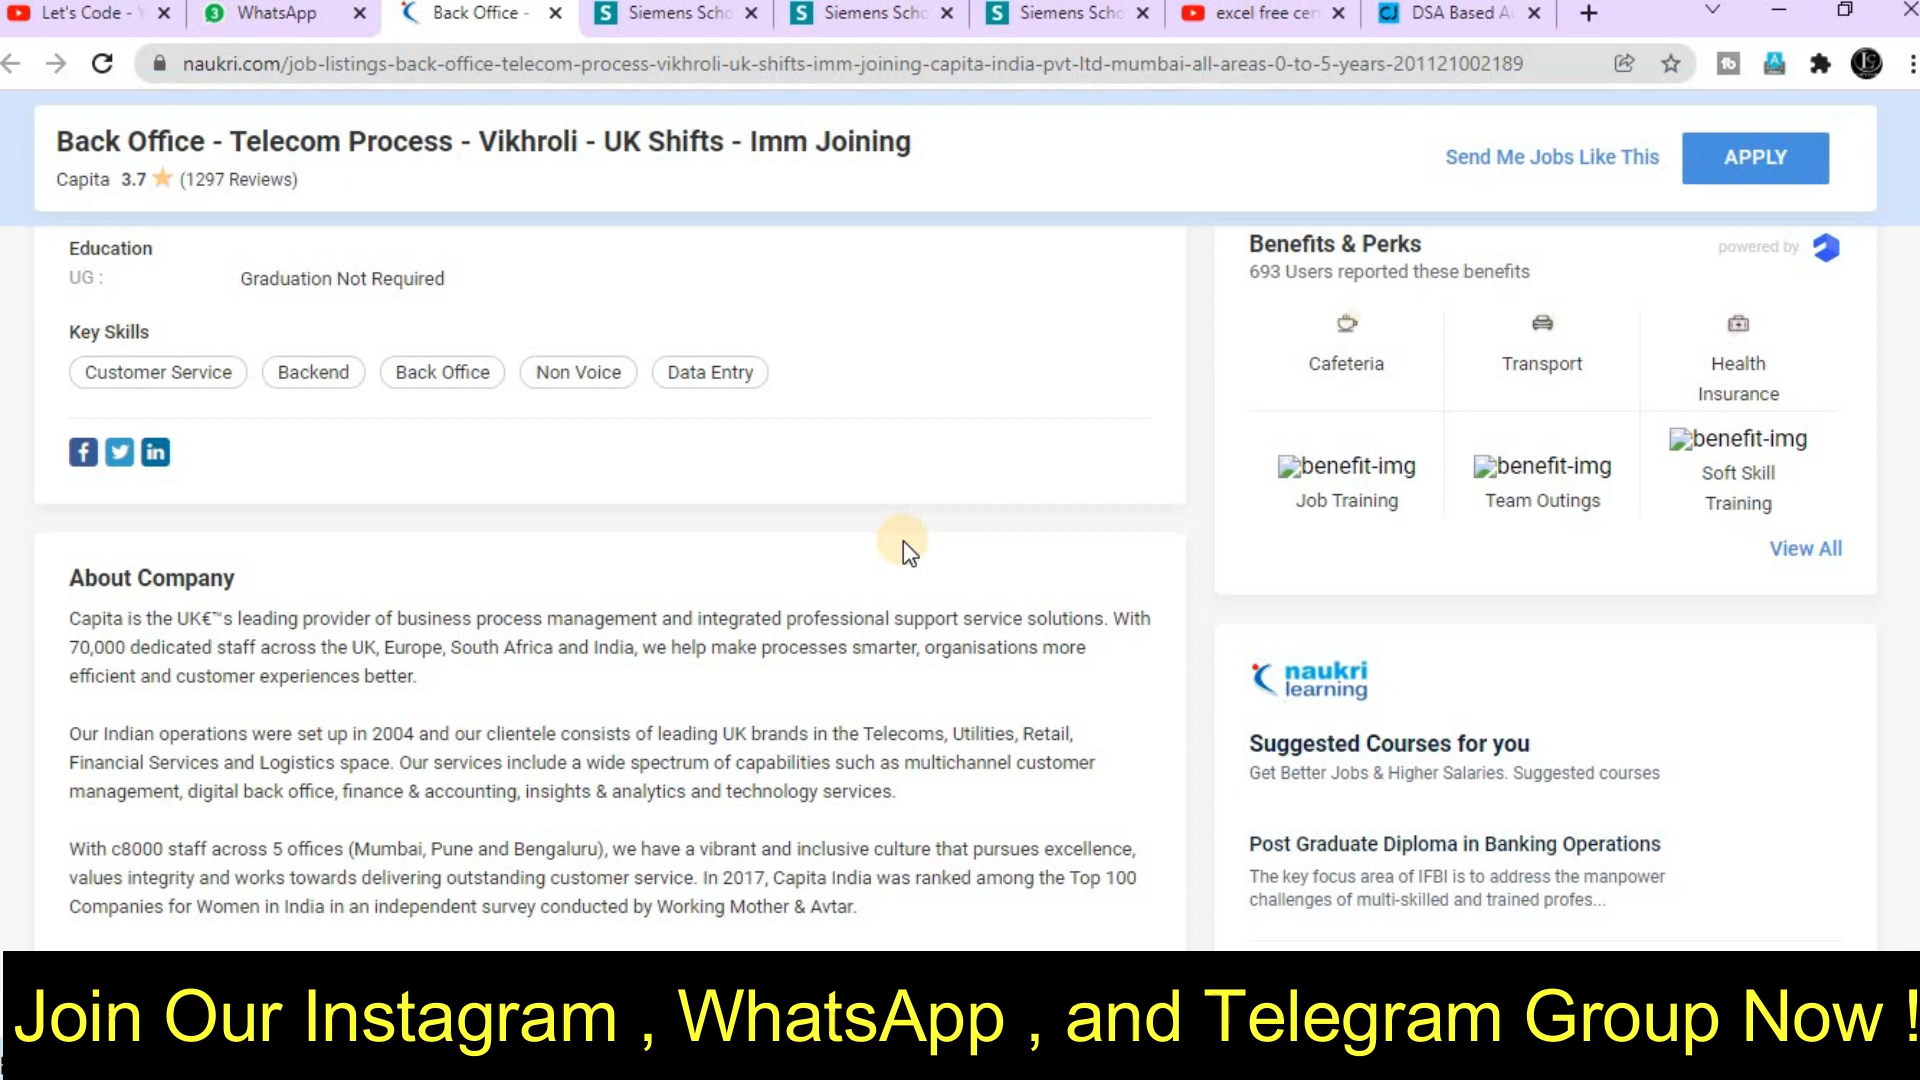 Let's Code -
3
WhatsApp
Back Office -
S
Siemens Scho
S
Siemens Scho
S
Siemens Scho
excel free cer
CJ
DSA Based A
naukri.com/job-listings-back-office-telecom-process-vikhroli-uk-shifts-imm-joining-capita-india-pvt-ltd-mumbai-all-areas-0-to-5-years-201121002189
Back Office - Telecom Process - Vikhroli - UK Shifts - Imm Joining
Capita 3.7 (1297 Reviews)
Send Me Jobs Like This
APPLY
Education
UG :
Graduation Not Required
Key Skills
Customer Service
Backend
Back Office
Non Voice
Data Entry
f
in
About Company
Capita is the UK€™s leading provider of business process management and integrated professional support service solutions. With
70,000 dedicated staff across the UK, Europe, South Africa and India, we help make processes smarter, organisations more
efficient and customer experiences better.
Our Indian operations were set up in 2004 and our clientele consists of leading UK brands in the Telecoms, Utilities, Retail,
Financial Services and Logistics space. Our services include a wide spectrum of capabilities such as multichannel customer
management, digital back office, finance & accounting, insights & analytics and technology services.
With c8000 staff across 5 offices (Mumbai, Pune and Bengaluru), we have a vibrant and inclusive culture that pursues excellence,
values integrity and works towards delivering outstanding customer service. In 2017, Capita India was ranked among the Top 100
Companies for Women in India in an independent survey conducted by Working Mother & Avtar.
Benefits & Perks
powered by
693 Users reported these benefits
Cafeteria
Transport
Health
Insurance
benefit-img
Job Training
benefit-img
Team Outings
benefit-img
Soft Skill
Training
View All
naukri
learning
Suggested Courses for you
Get Better Jobs & Higher Salaries. Suggested courses
Post Graduate Diploma in Banking Operations
The key focus area of IFBI is to address the manpower
challenges of multi-skilled and trained profes...
Join Our Instagram , WhatsApp , and Telegram Group Now !